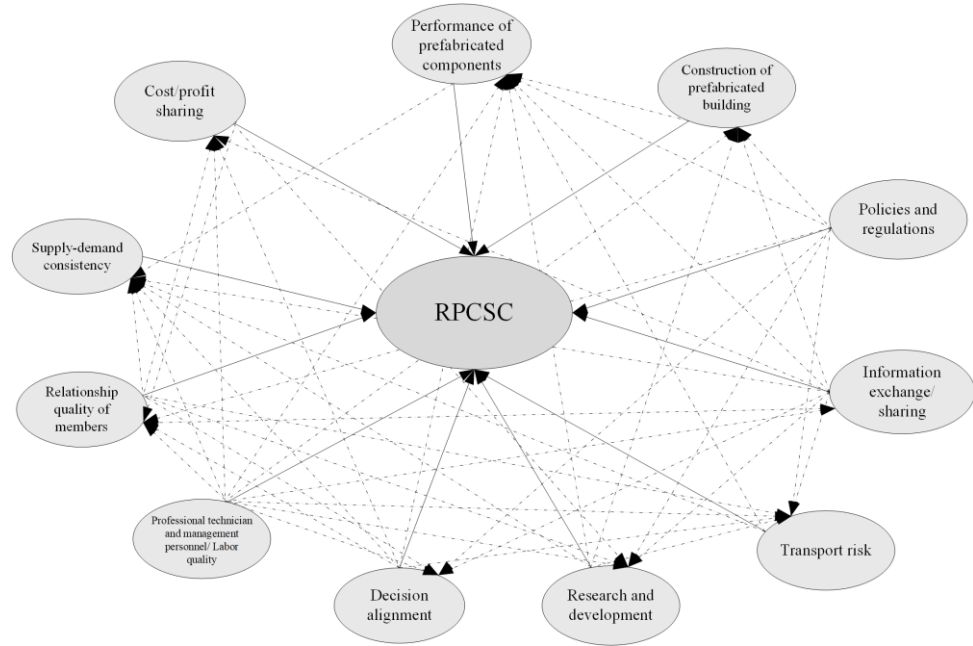 Performance of
prefabricated
components
Construction of
prefabricated
building
Cost/profit
sharing
Policies and
regulations
Supply-demand
consistency
RPCSC
Information
exchange/
sharing
Relationship
quality of
members
Professional technician
and management
personnel/ Labor
quality
Transport risk
Decision
alignment
Research and
development